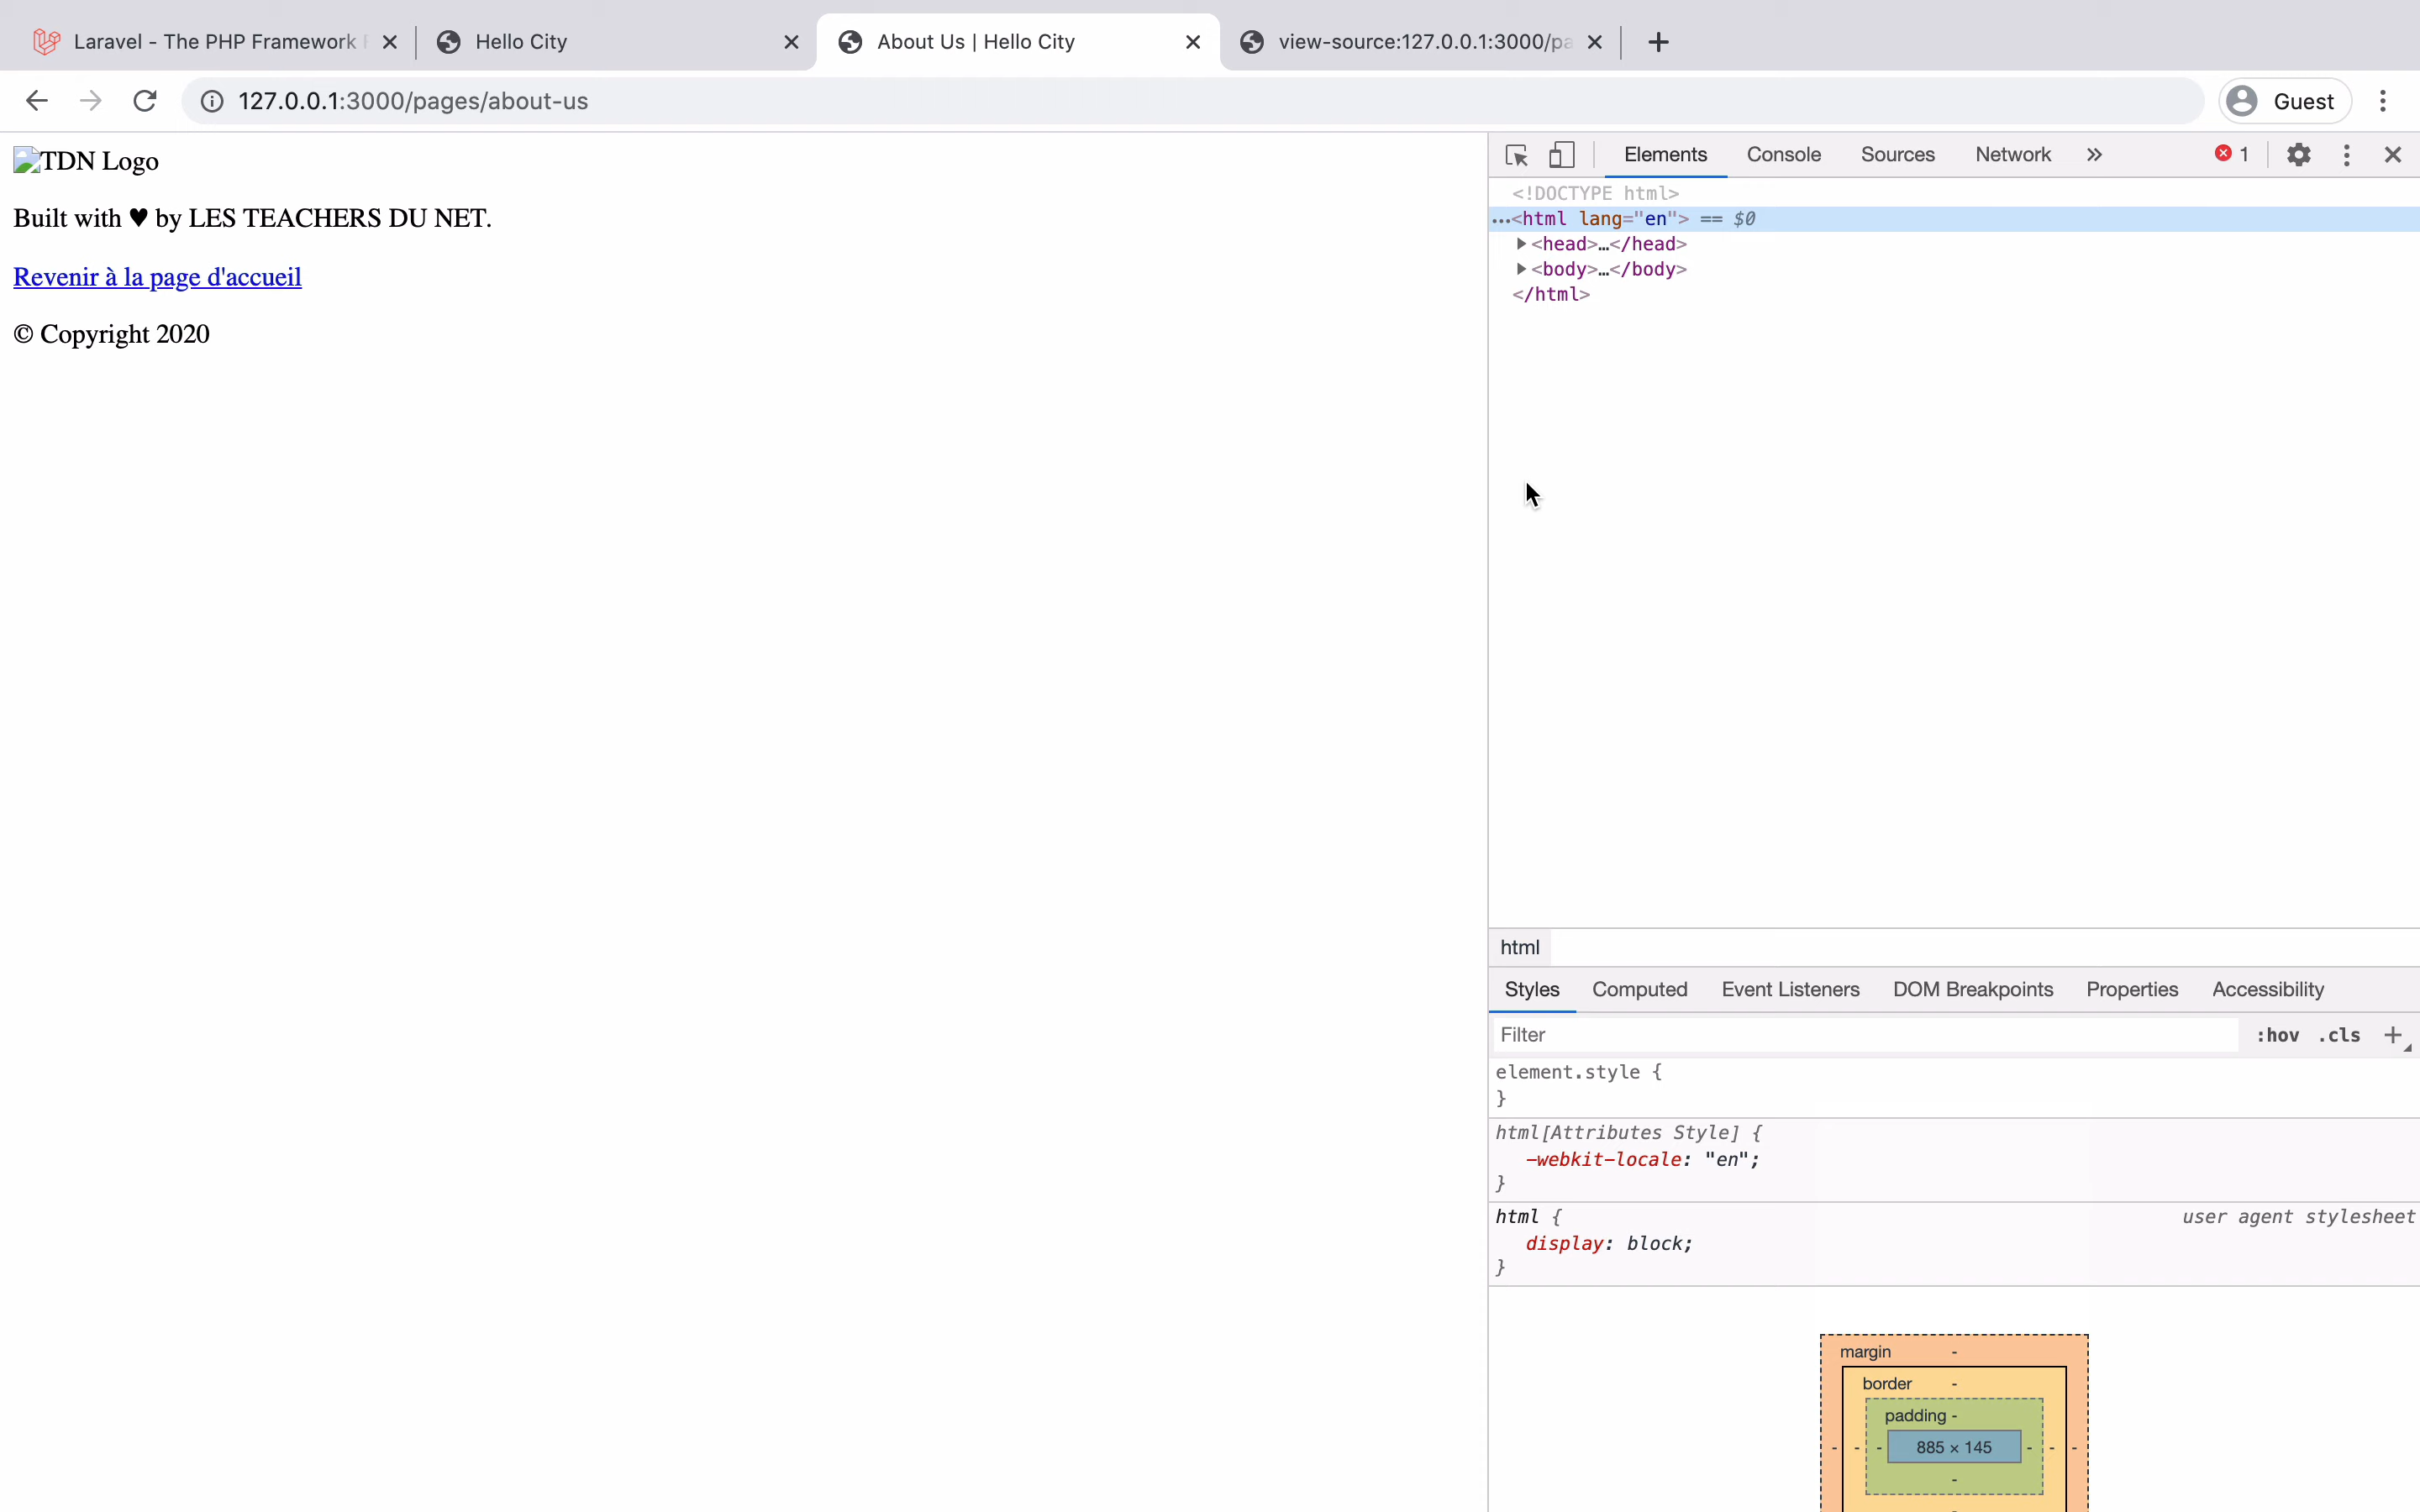 Laravel - The PHP Framework
Hello City
About Us | Hello City
view-source:127.0.0.1:3000/pa
127.0.0.1:3000/pages/about-us
Guest
TDN Logo
Built with ♥ by LES TEACHERS DU NET.
Revenir à la page d'accueil
© Copyright 2020
Elements
Console
Sources
Network
»
1
<!DOCTYPE html>
…<html lang="en"> == $0
<head>…</head>
<body>…</body>
</html>
html
Styles
Computed
Event Listeners
DOM Breakpoints
Properties
Accessibility
Filter
:hov
.cls
+
element.style {
}
html[Attributes Style] {
-webkit-locale: "en";
}
html {
user agent stylesheet
display: block;
}
margin -
border -
padding -
- - - 885 × 145 - - -
-